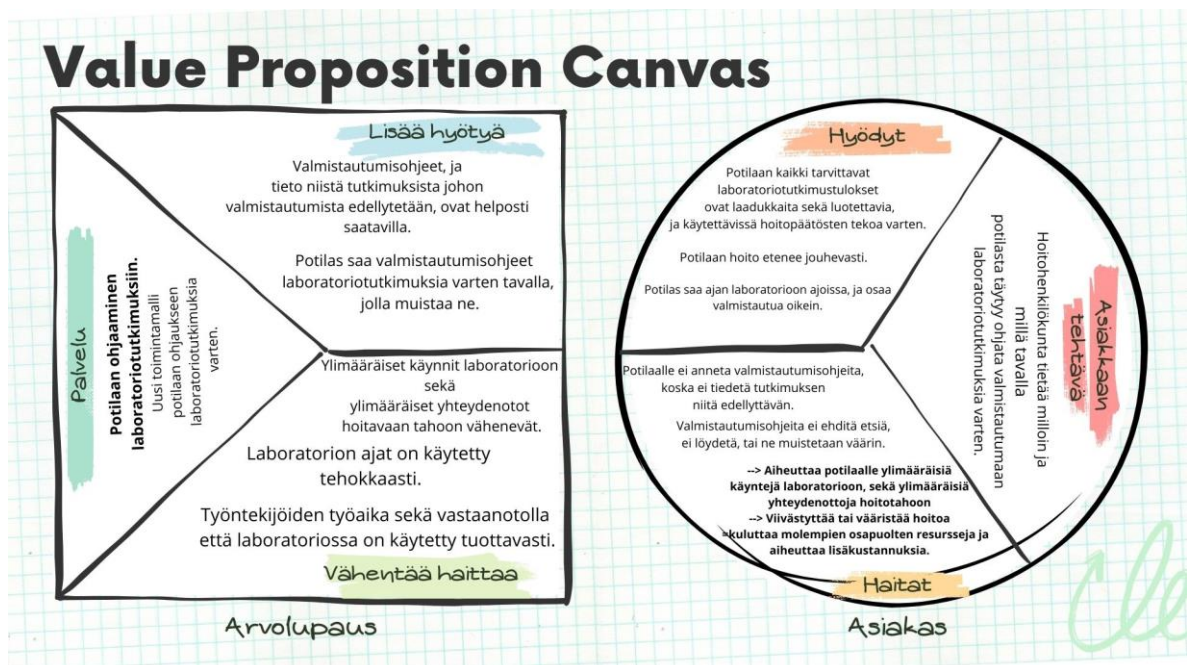 Value Proposition Canvas
Lisää hyötyä
Valmistautumisohjeet, ja
tieto niistä tutkimuksista johon
valmistautumista edellytetään, ovat helposti
saatavilla.
Potilas saa valmistautumisohjeet
laboratoriotutkimuksia varten tavalla,
jolla muistaa ne.
Palvelu
Potilaan ohjaaminen
laboratoriotutkimuksiin.
Uusi toimintamalli
potilaan ohjaukseen
laboratoriotutkimuksia
varten.
Ylimääräiset käynnit laboratorioon
sekä
ylimääräiset yhteydenotot
hoitavaan tahoon vähenevät.
Laboratorion ajat on käytetty
tehokkaasti.
Työntekijöiden työaika sekä vastaanotolla
että laboratoriossa on käytetty tuottavasti.
Vähentää haittaa
Arvolupaus
Hyödyt
Potilaan kaikki tarvittavat
laboratoriotutkimustulokset
ovat laadukkaita sekä luotettavia,
ja käytettävissä hoitopäätösten tekoa varten.
Potilaan hoito etenee jouhevasti.
Potilas saa ajan laboratorioon ajoissa, ja osaa
valmistautua oikein.
Asiakkaan
tehtävä
Hoitohenkilökunta tietää milloin ja
millä tavalla
potilasta täytyy ohjata valmistautumaan
laboratoriotutkimuksia varten.
Potilaalle ei anneta valmistautumisohjeita,
koska ei tiedetä tutkimuksen
niitä edellyttävän.
Valmistautumisohjeita ei ehditä etsiä,
ei löydetä, tai ne muistetaan väärin.
--> Aiheuttaa potilaalle ylimääräisiä
käyntejä laboratorioon, sekä ylimääräisiä
yhteydenottoja hoitotahoon
--> Viivästyttää tai vääristää hoitoa
=kuluttaa molempien osapuolten resursseja ja
aiheuttaa lisäkustannuksia.
Haitat
Asiakas